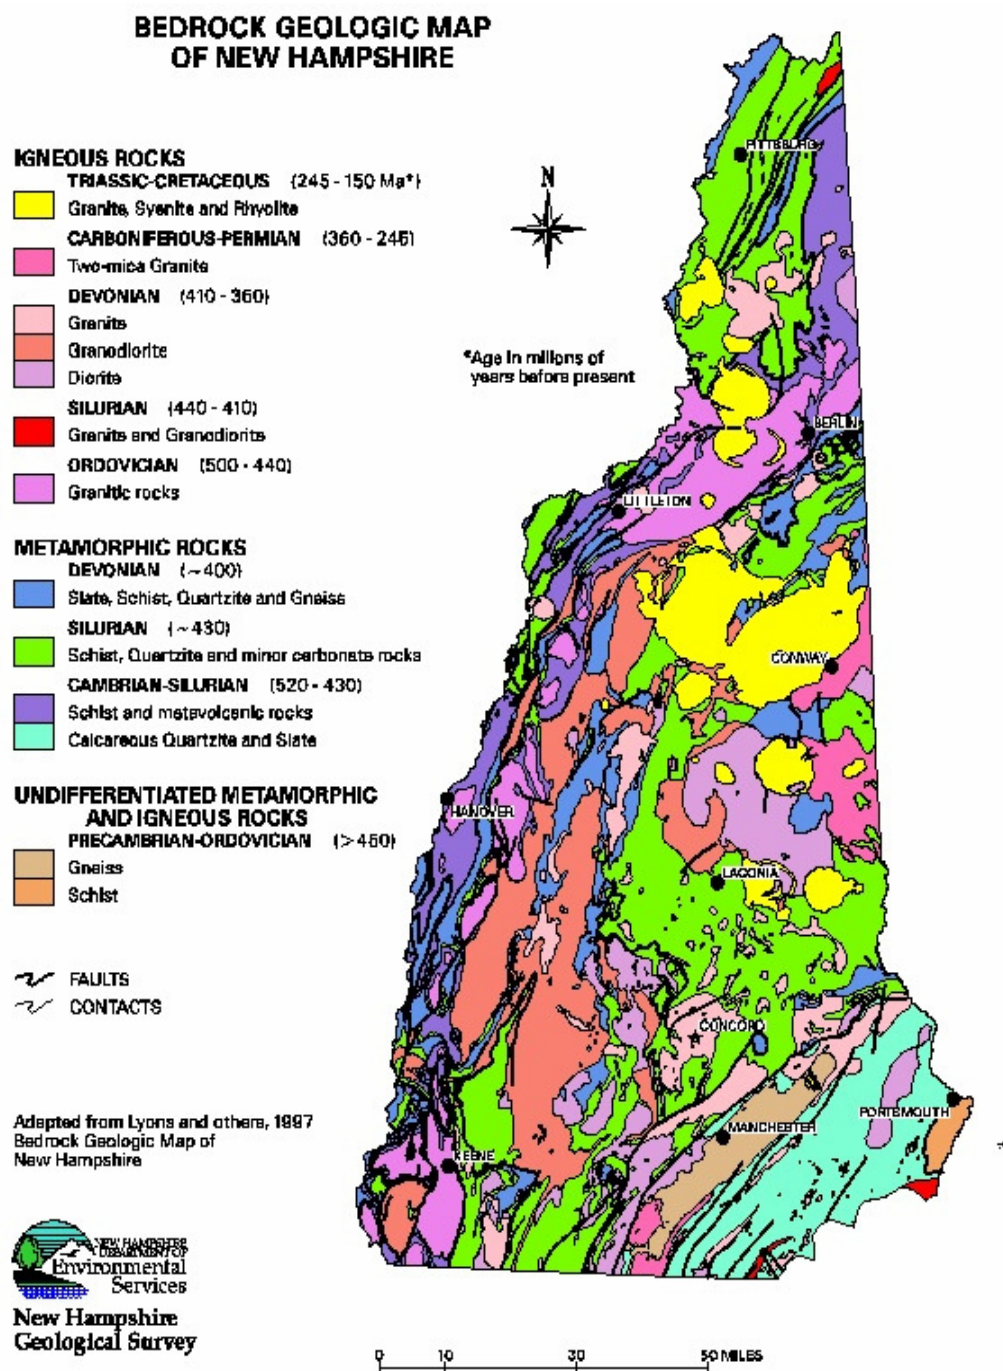 BEDROCK GEOLOGIC MAP
OF NEW HAMPSHIRE
IGNEOUS ROCKS
TRIASSIC-CRETACEOUS (245 - 150 Ma*)
Granite, Syenite and Rhyolite
CARBONIFEROUS-PERMIAN (360 - 245)
Two-mica Granite
DEVONIAN (410 - 360)
Granite
Granodiorite
Diorite
SILURIAN (440 - 410)
Granite and Granodiorite
ORDOVICIAN (500 - 440)
Granitic rocks
METAMORPHIC ROCKS
DEVONIAN (~400)
Slate, Schist, Quartzite and Gneiss
SILURIAN (~430)
Schist, Quartzite and minor carbonate rocks
CAMBRIAN-SILURIAN (520 - 430)
Schist and metavolcanic rocks
Calcareous Quartzite and Slate
UNDIFFERENTIATED METAMORPHIC
AND IGNEOUS ROCKS
PRECAMBRIAN-ORDOVICIAN (>450)
Gneiss
Schist
FAULTS
CONTACTS
Adapted from Lyons and others, 1997
Bedrock Geologic Map of
New Hampshire
NEW HAMPSHIRE
DEPARTMENT OF
Environmental
Services
New Hampshire
Geological Survey
N
*Age in millons of
years before present
PITTSBURG
BERLIN
LITTLETON
CONWAY
HANOVER
LACONIA
CONCORD
PORTSMOUTH
MANCHESTER
KEENE
0 10 30 50 MILES